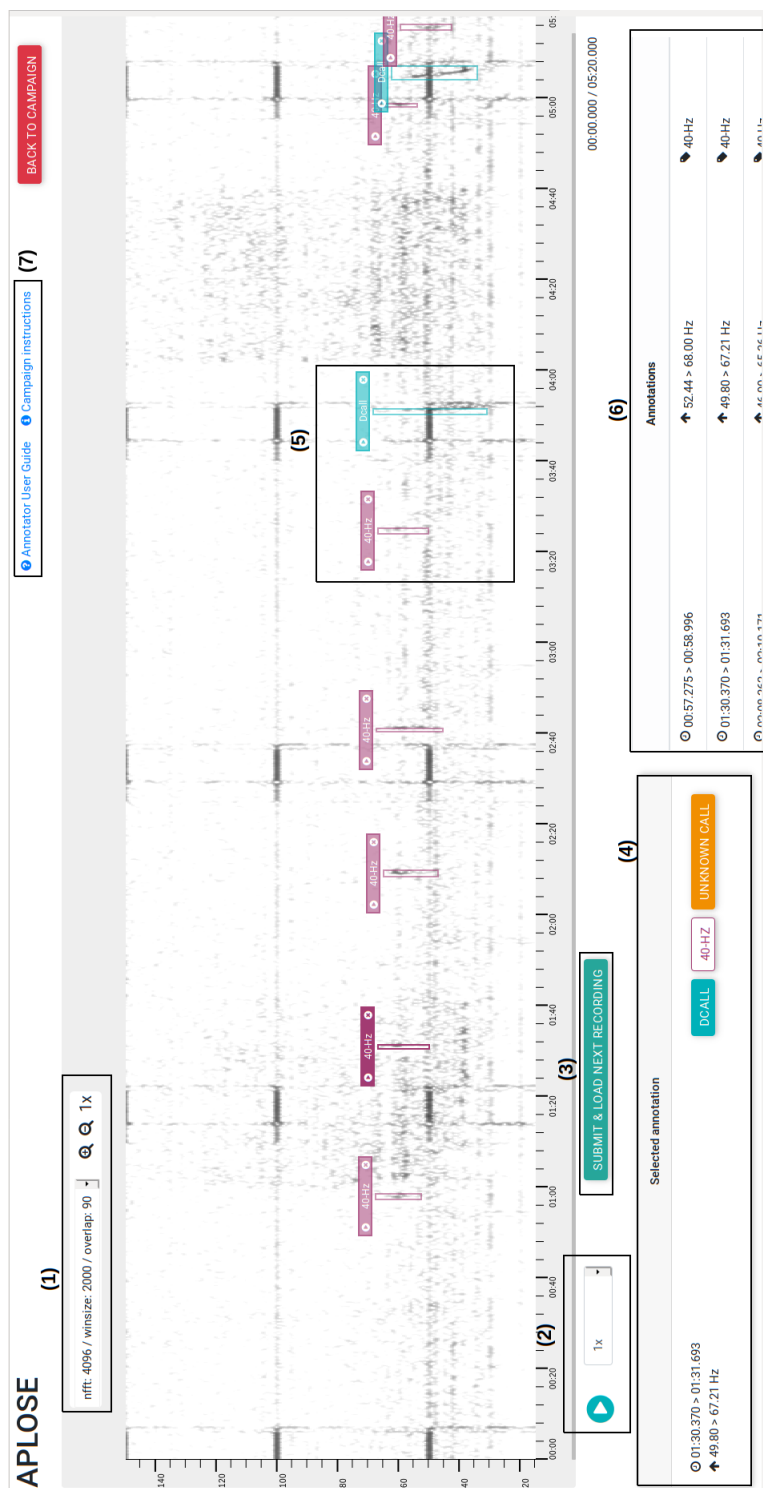 APLOSE
(7)
Annotator User Guide Campaign instructions
BACK TO CAMPAIGN
(1)
nfft: 4096 / winsize: 2000 / overlap: 90 1x
140
100
80
60
40
20
40-Hz
40-Hz
40-Hz
40-Hz
(5)
40-Hz
Dcall
Dcall
40-H
00:00 00:20 00:40 01:00 01:20 01:40 02:00 02:20 02:40 03:00 03:20 03:40 04:00 04:20 04:40 05:00 05:
(2)
1x
(3)
SUBMIT & LOAD NEXT RECORDING
00:00.000 / 05:20.000
(4)
Selected annotation
01:30.370 > 01:31.693
49.80 > 67.21 Hz
DCALL 40-HZ UNKNOWN CALL
(6)
Annotations
00:57.275 > 00:58.996 52.44 > 68.00 Hz 40-Hz
01:30.370 > 01:31.693 49.80 > 67.21 Hz 40-Hz